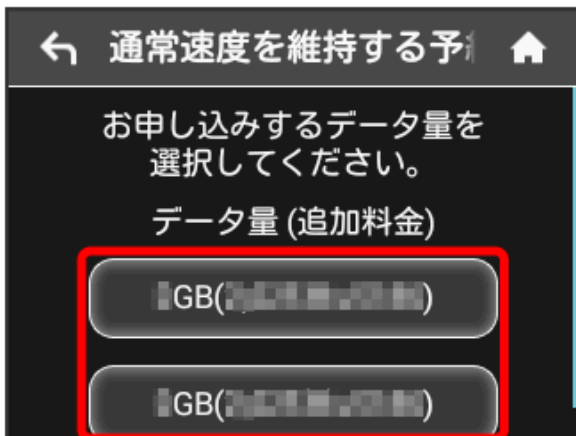 通常速度を維持する予
お申し込みするデータ量を
選択してください。
データ量 (追加料金)
GB( )
GB( )